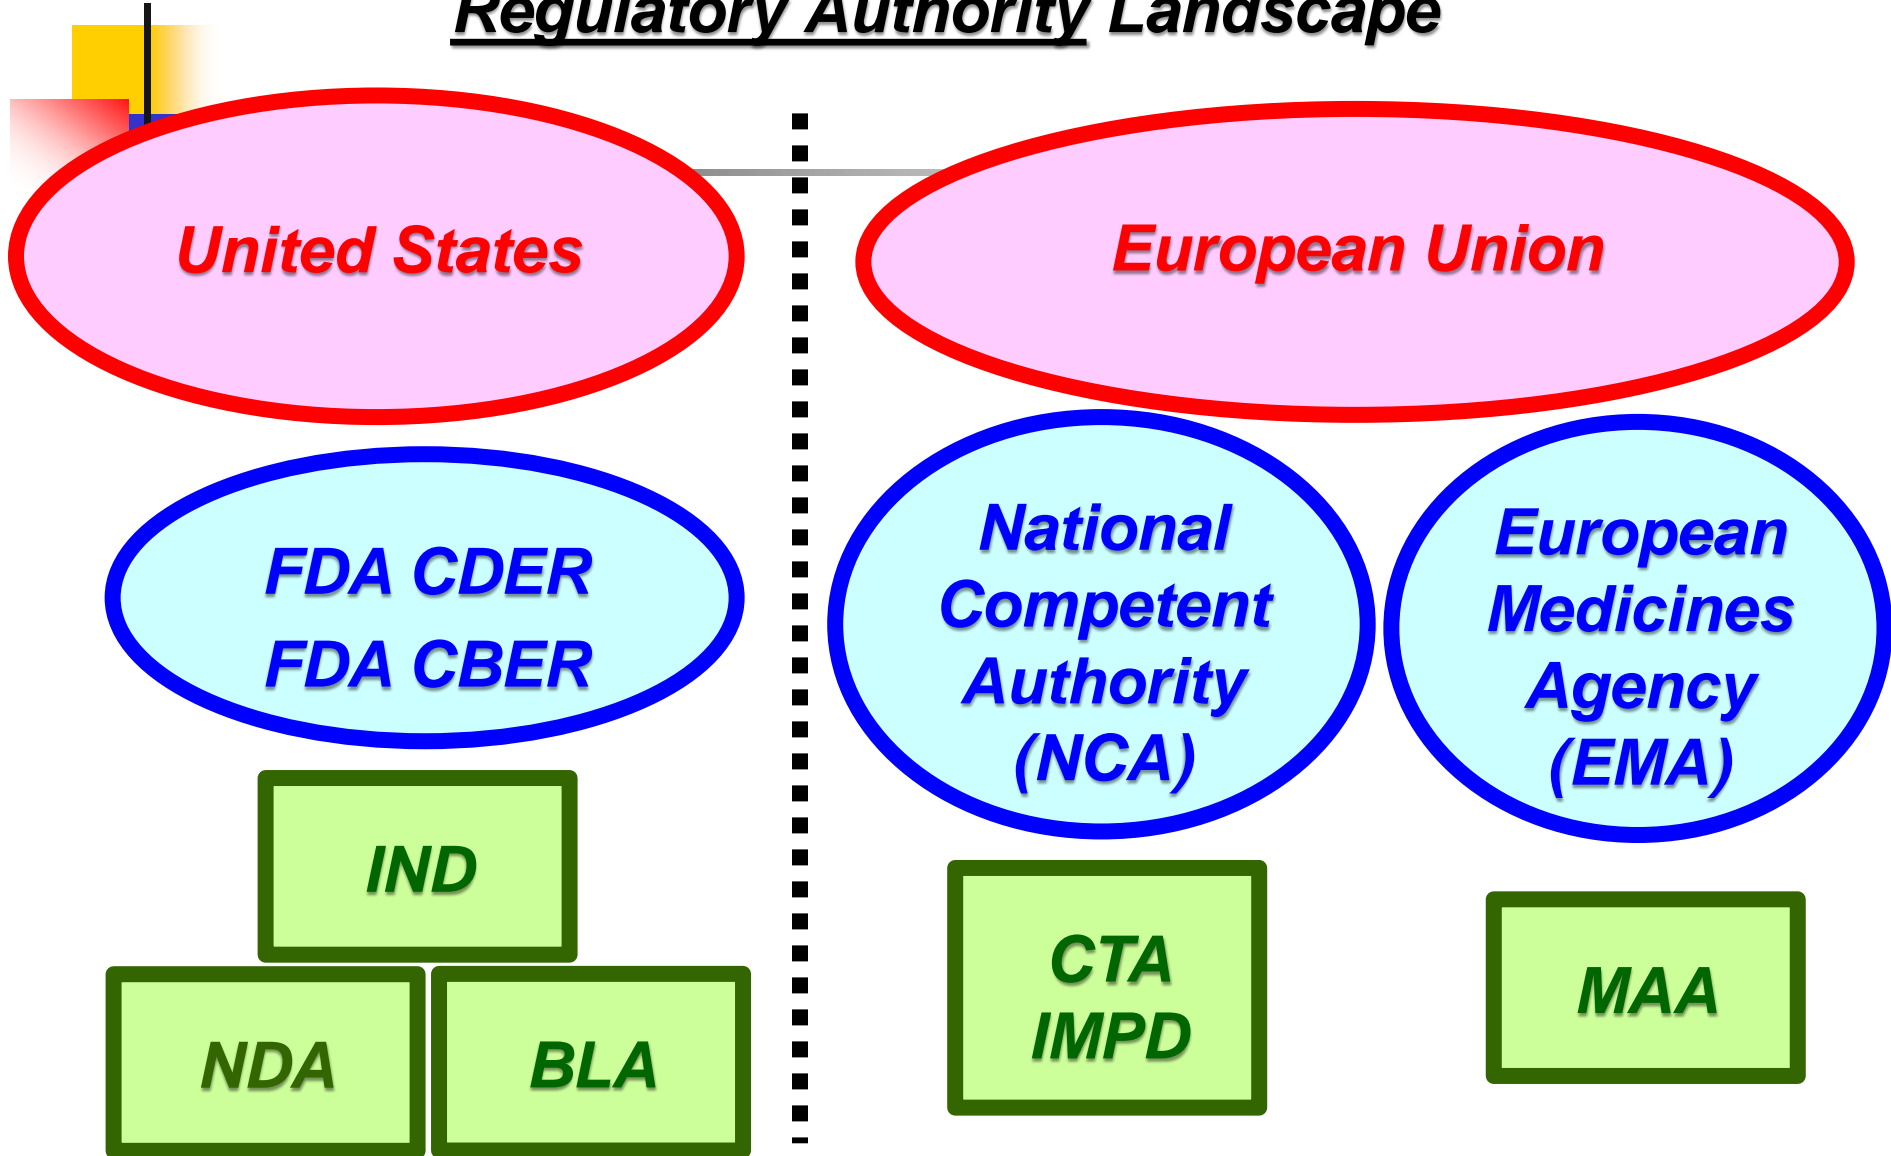 Regulatory Authority Landscape
United States
European Union
FDA CDER
FDA CBER
National
Competent
Authority
(NCA)
European
Medicines
Agency
(EMA)
IND
NDA
BLA
CTA
IMPD
MAA